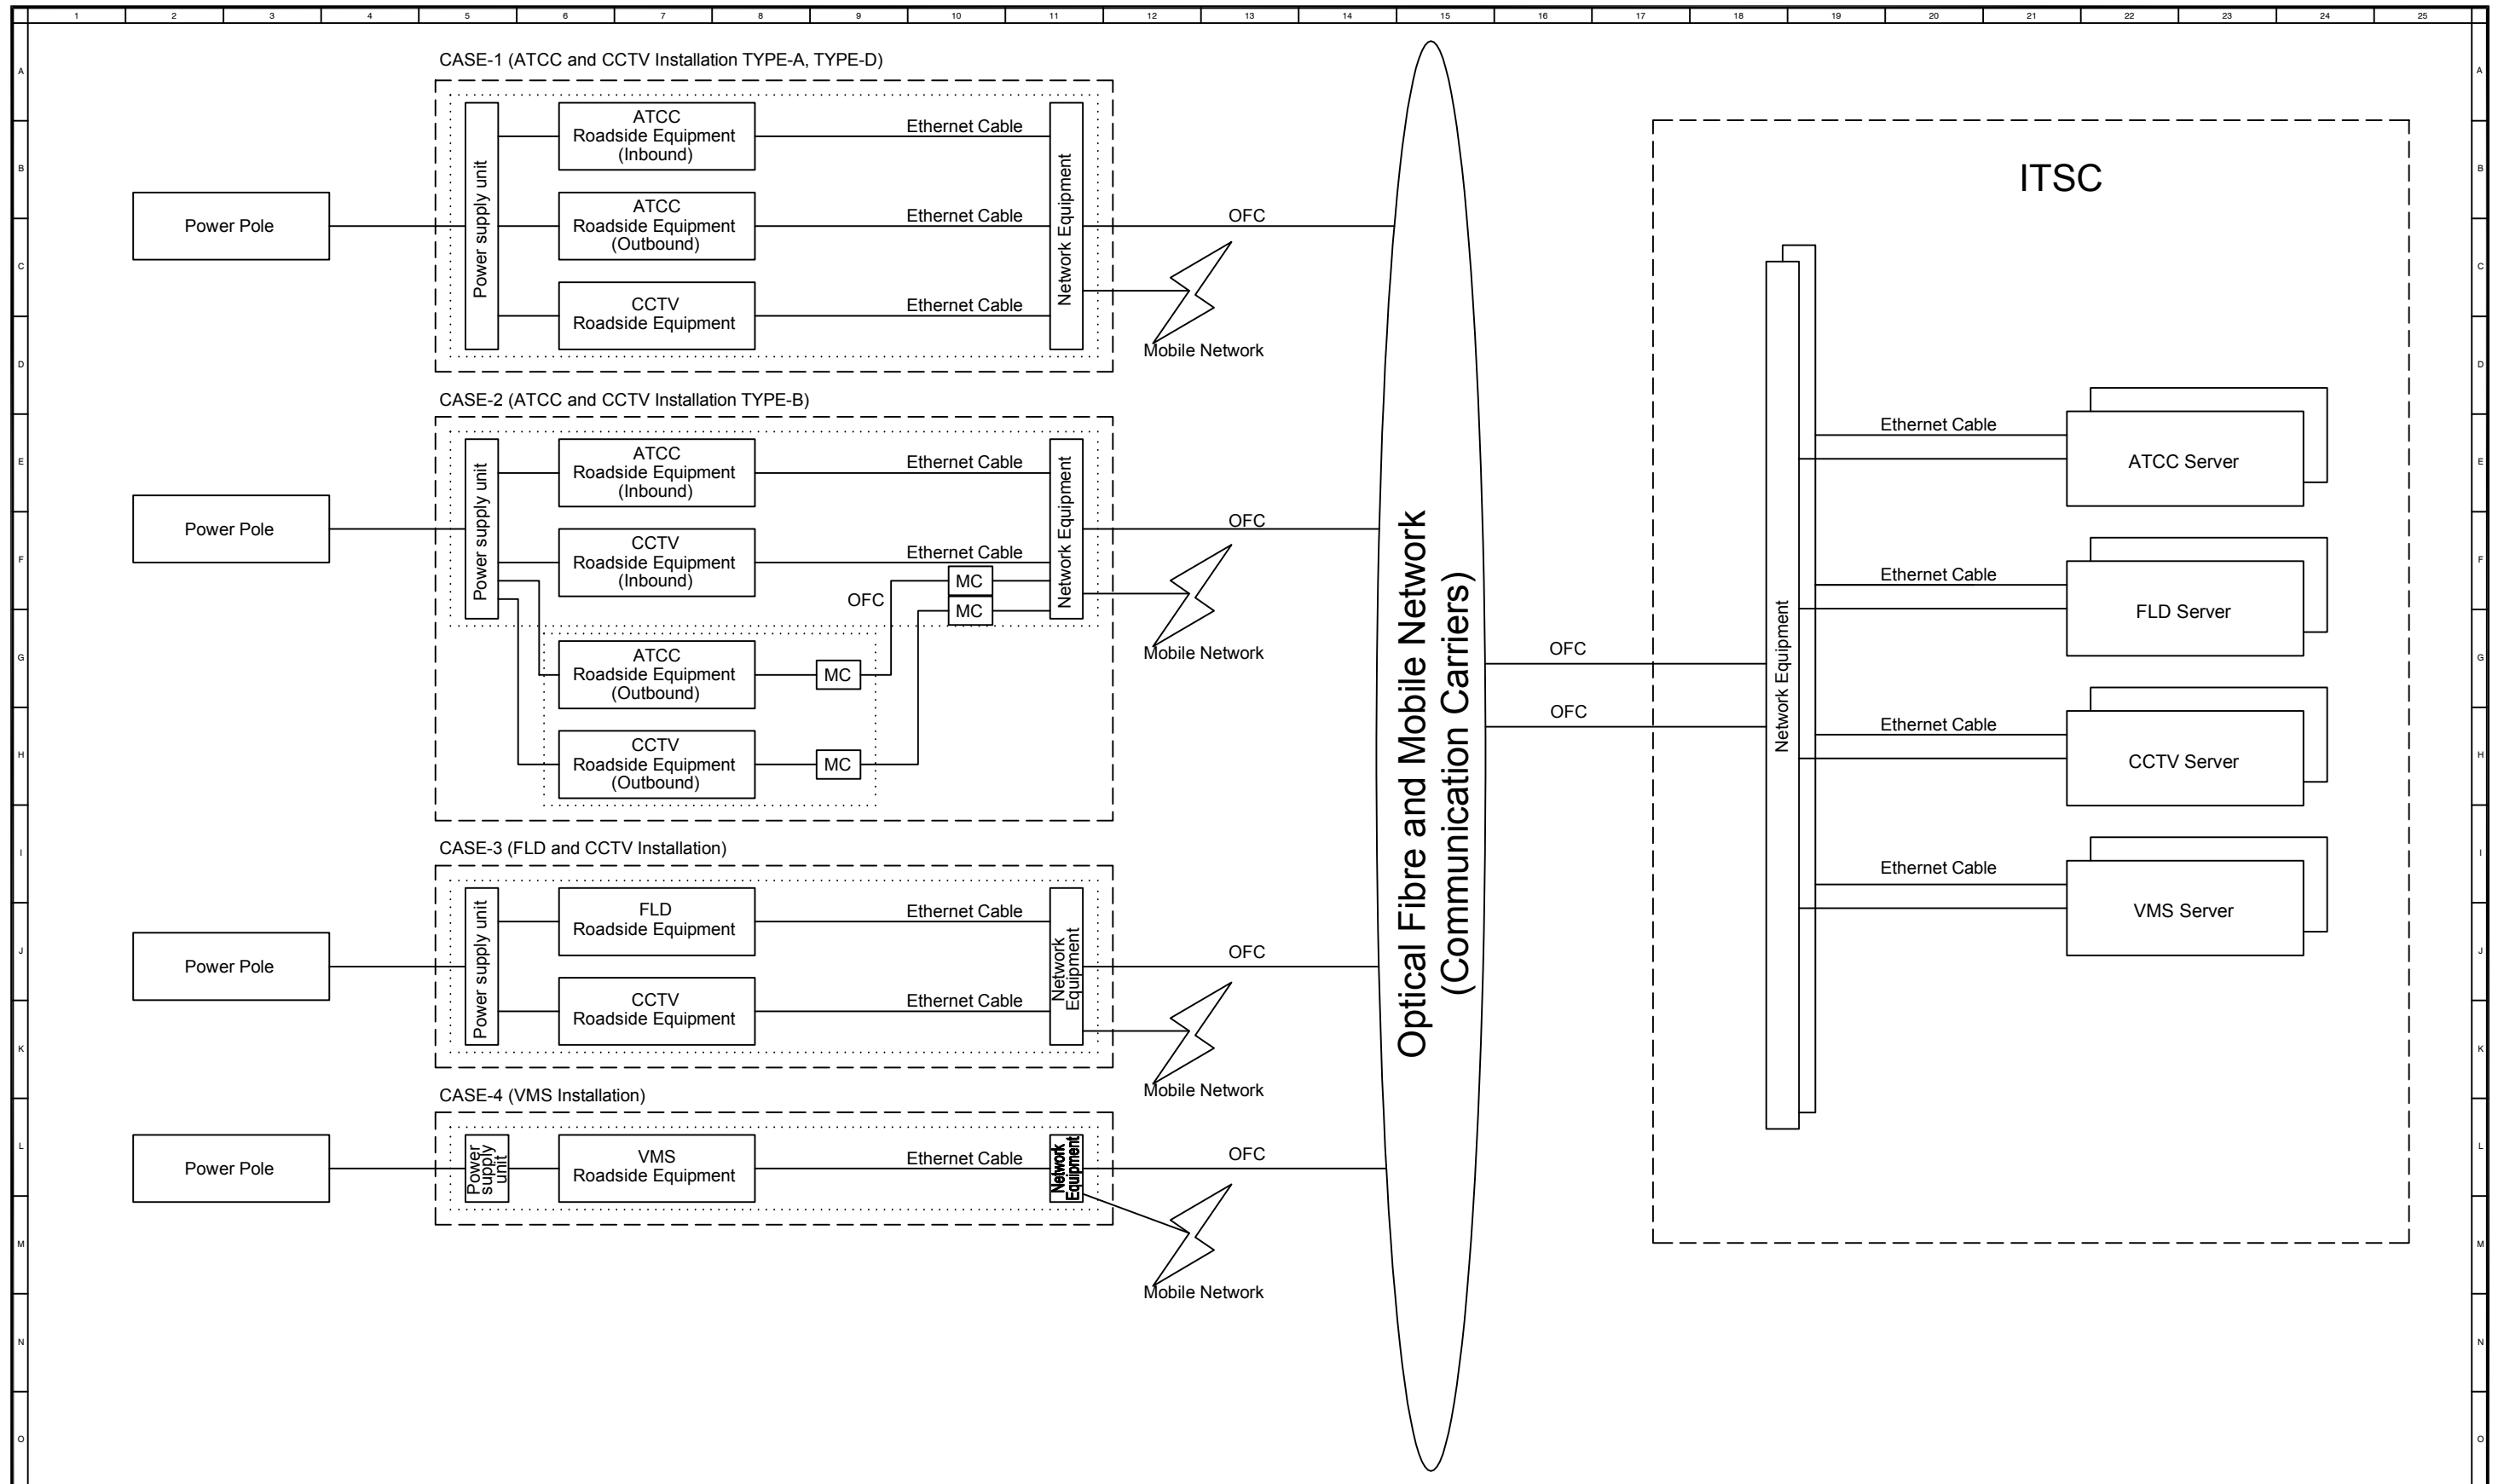 1 2 3 4 5 6 7 8 9 10 11 12 13 14 15 16 17 18 19 20 21 22 23 24 25
A
B
C
D
E
F
G
H
I
J
K
L
M
N
O
CASE-1 (ATCC and CCTV Installation TYPE-A, TYPE-D)
Power Pole
Power supply unit
ATCC
Roadside Equipment
(Inbound)
Ethernet Cable
ATCC
Roadside Equipment
(Outbound)
Ethernet Cable
CCTV
Roadside Equipment
Ethernet Cable
Network Equipment
OFC
Mobile Network
CASE-2 (ATCC and CCTV Installation TYPE-B)
Power Pole
Power supply unit
ATCC
Roadside Equipment
(Inbound)
Ethernet Cable
CCTV
Roadside Equipment
(Inbound)
Ethernet Cable
MC
MC
OFC
ATCC
Roadside Equipment
(Outbound)
MC
CCTV
Roadside Equipment
(Outbound)
MC
Network Equipment
OFC
Mobile Network
CASE-3 (FLD and CCTV Installation)
Power Pole
Power supply unit
FLD
Roadside Equipment
Ethernet Cable
CCTV
Roadside Equipment
Ethernet Cable
Network
Equipment
OFC
Mobile Network
CASE-4 (VMS Installation)
Power Pole
Power
supply
unit
VMS
Roadside Equipment
Ethernet Cable
Network
Equipment
OFC
Mobile Network
Optical Fibre and Mobile Network
(Communication Carriers)
OFC
OFC
ITSC
Network Equipment
Ethernet Cable
ATCC Server
Ethernet Cable
FLD Server
Ethernet Cable
CCTV Server
Ethernet Cable
VMS Server
A
B
C
D
E
F
G
H
I
J
K
L
M
N
O